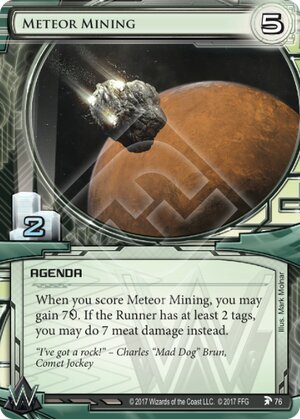 METEOR MINING
5
2
AGENDA
When you score Meteor Mining, you may
gain 7. If the Runner has at least 2 tags,
you may do 7 meat damage instead.
“I’ve got a rock!” – Charles “Mad Dog” Brun,
Comet Jockey
Illus. Mark Molnar
© 2017 Wizards of the Coast LLC. © 2017 FFG
76